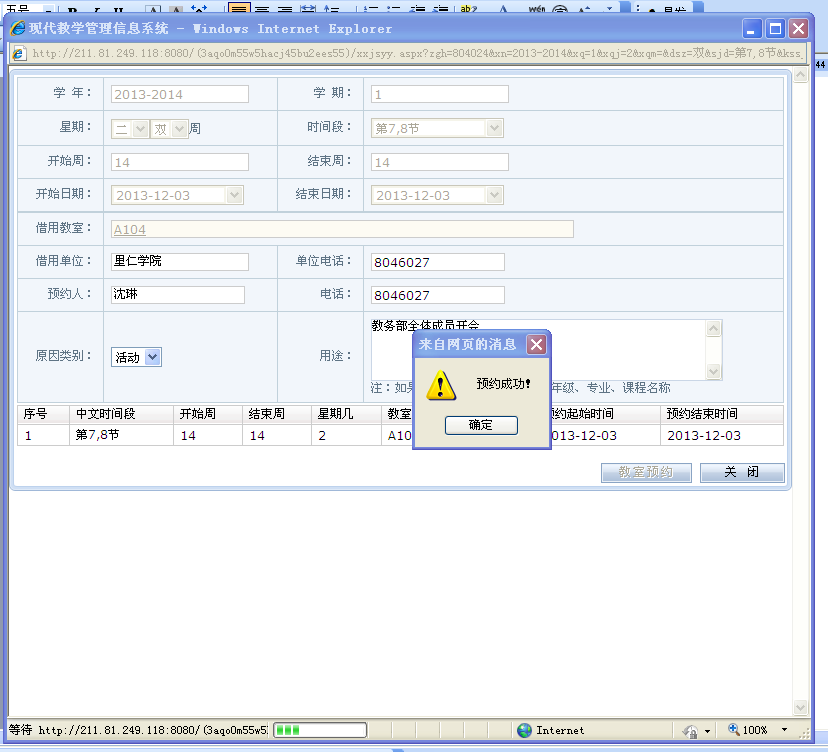 五号
现代教学管理信息系统 - Windows Internet Explorer
http://211.81.249.118:8080/(3aqo0m55w5hacj45bu2ees55)/xxjsyy.aspx?zgh=804024&xn=2013-2014&xq=1&xqj=2&xqm=&dsz=双&sjd=第7,8节&kss
44
学 年： 2013-2014 学 期： 1
星期： 二 双 周 时间段： 第7,8节
开始周： 14 结束周： 14
开始日期： 2013-12-03 结束日期： 2013-12-03
借用教室： A104
借用单位： 里仁学院 单位电话： 8046027
预约人： 沈琳 电话： 8046027
原因类别： 活动 用途： 教务部全体成员开会
来自网页的消息
预约成功!
确定
注：如果 年级、专业、课程名称
序号 中文时间段 开始周 结束周 星期几 教室 约起始时间 预约结束时间
1 第7,8节 14 14 2 A10 013-12-03 2013-12-03
教室预约 关 闭
等待 http://211.81.249.118:8080/(3aqo0m55w5 Internet 100%